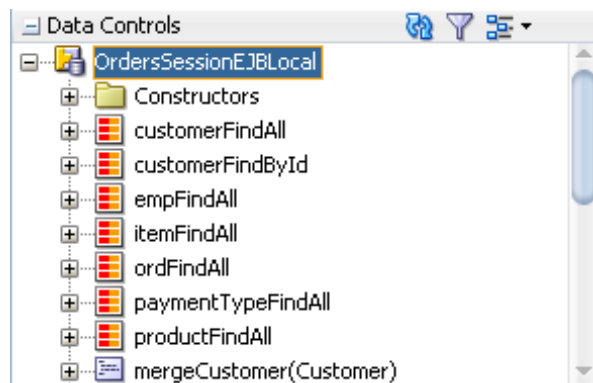 Data Controls
OrdersSessionEJBLocal
Constructors
customerFindAll
customerFindById
empFindAll
itemFindAll
ordFindAll
paymentTypeFindAll
productFindAll
mergeCustomer(Customer)